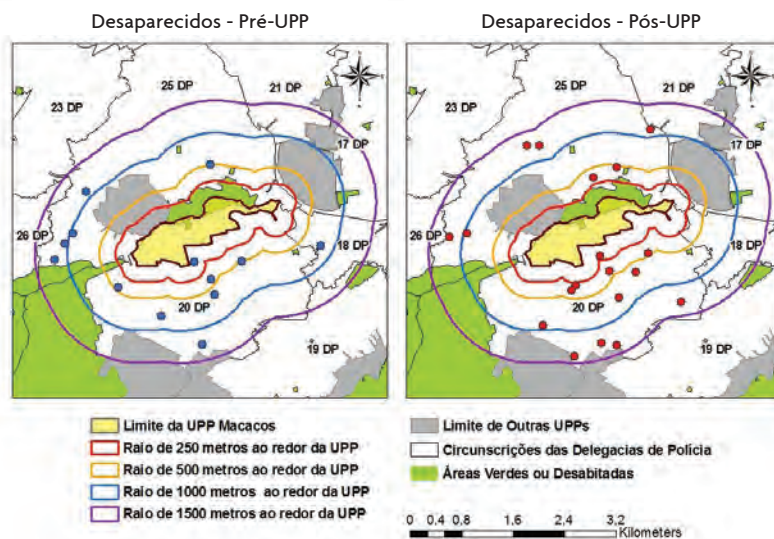 Desaparecidos - Pré-UPP
25 DP
21 DP
23 DP
17 DP
26 DP
18 DP
20 DP
19 DP
Desaparecidos - Pós-UPP
25 DP
21 DP
23 DP
17 DP
26 DP
18 DP
20 DP
19 DP
Limite da UPP Macacos
Raio de 250 metros ao redor da UPP
Raio de 500 metros ao redor da UPP
Raio de 1000 metros ao redor da UPP
Raio de 1500 metros ao redor da UPP
Limite de Outras UPPs
Circunscrições das Delegacias de Polícia
Áreas Verdes ou Desabitadas
0 0,4 0,8 1,6 2,4 3,2
Kilometers